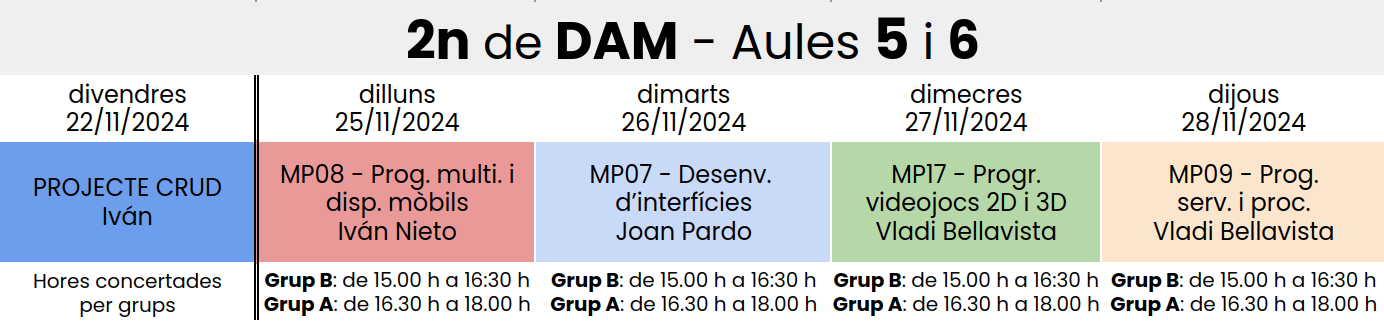 2n de DAM - Aules 5 i 6
divendres
22/11/2024
dilluns
25/11/2024
dimarts
26/11/2024
dimecres
27/11/2024
dijous
28/11/2024
PROJECTE CRUD
Iván
MP08 - Prog. multi. i
disp. mòbils
Iván Nieto
MP07 - Desenv.
d'interfícies
Joan Pardo
MP17 - Progr.
videojocs 2D i 3D
Vladi Bellavista
MP09 - Prog.
serv. i proc.
Vladi Bellavista
Hores concertades
per grups
Grup B: de 15.00 h a 16:30 h
Grup A: de 16.30 h a 18.00 h
Grup B: de 15.00 h a 16:30 h
Grup A: de 16.30 h a 18.00 h
Grup B: de 15.00 h a 16:30 h
Grup A: de 16.30 h a 18.00 h
Grup B: de 15.00 h a 16:30 h
Grup A: de 16.30 h a 18.00 h